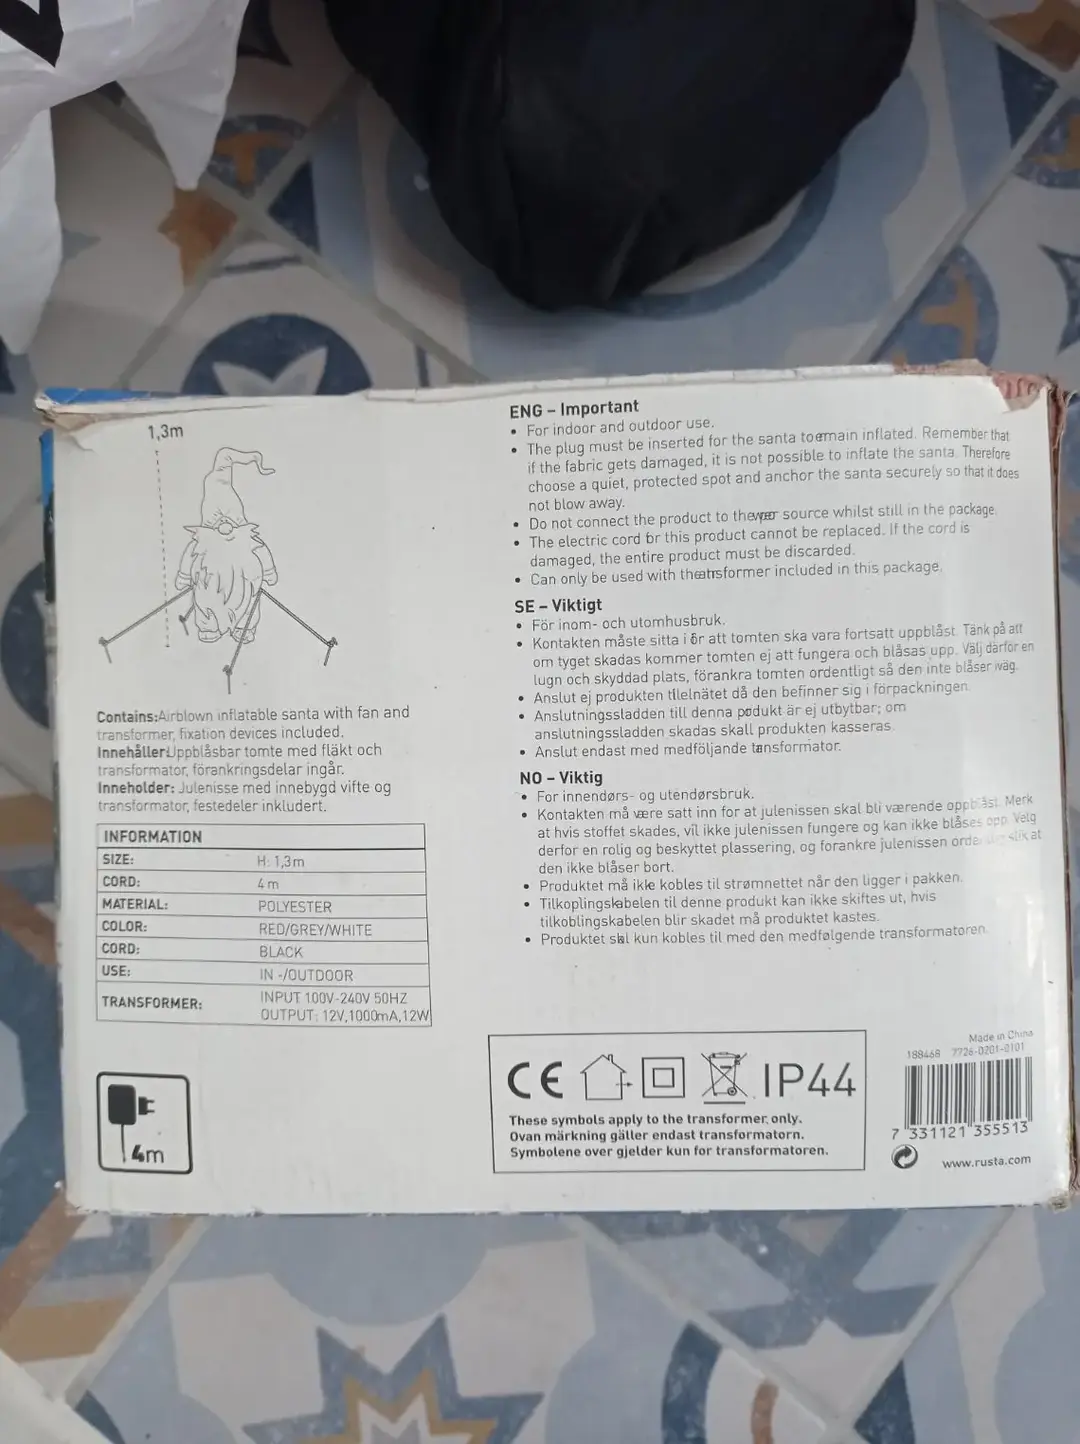 1,3m
Contains:Airblown inflatable santa with fan and
transformer, fixation devices included.
Innehåller:Uppblåsbar tomte med fläkt och
transformator, förankringsdelar ingår.
Inneholder: Julenisse med innebygd vifte og
transformator, festedeler inkludert.
INFORMATION
SIZE: H: 1,3m
CORD: 4 m
MATERIAL: POLYESTER
COLOR: RED/GREY/WHITE
CORD: BLACK
USE: IN -/OUTDOOR
TRANSFORMER: INPUT 100V-240V 50HZ
OUTPUT: 12V,1000mA,12W
4m
ENG – Important
• For indoor and outdoor use.
• The plug must be inserted for the santa to remain inflated. Remember that
if the fabric gets damaged, it is not possible to inflate the santa. Therefore
choose a quiet, protected spot and anchor the santa securely so that it does
not blow away.
• Do not connect the product to the power source whilst still in the package.
• The electric cord for this product cannot be replaced. If the cord is
damaged, the entire product must be discarded.
• Can only be used with the transformer included in this package.
SE – Viktigt
• För inom- och utomhusbruk.
• Kontakten måste sitta i för att tomten ska vara fortsatt uppblåst. Tänk på att
om tyget skadas kommer tomten ej att fungera och blåsas upp. Välj därför en
lugn och skyddad plats, förankra tomten ordentligt så den inte blåser iväg.
• Anslut ej produkten till elnätet då den befinner sig i förpackningen.
• Anslutningssladden till denna produkt är ej utbytbar; om
anslutningssladden skadas skall produkten kasseras.
• Anslut endast med medföljande transformator.
NO – Viktig
• For innendørs- og utendørsbruk.
• Kontakten må være satt inn for at julenissen skal bli værende oppblåst. Merk
at hvis stoffet skades, vil ikke julenissen fungere og kan ikke blåses opp. Velg
derfor en rolig og beskyttet plassering, og forankre julenissen slik at
den ikke blåser bort.
• Produktet må ikke kobles til strømnettet når den ligger i pakken.
• Tilkoplingskabelen til denne produkt kan ikke skiftes ut, hvis
tilkoblingskabelen blir skadet må produktet kastes.
• Produktet skal kun kobles til med den medfølgende transformatoren.
CE IP44
These symbols apply to the transformer only.
Ovan märkning gäller endast transformatorn.
Symbolene over gjelder kun for transformatoren.
Made in China
188468 7726-0201-0101
7 331121 355513
www.rusta.com